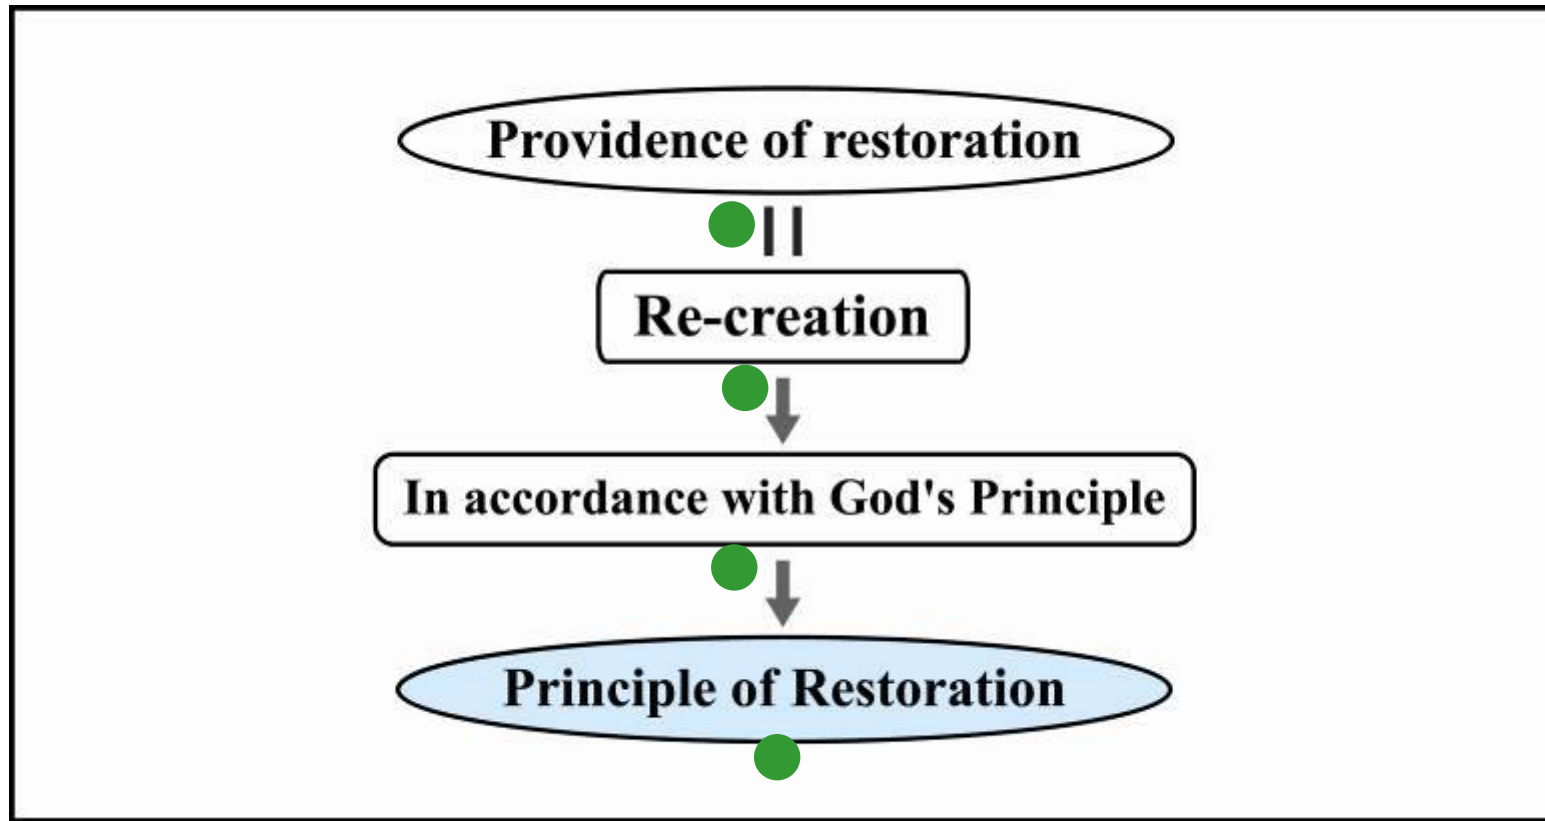 Providence of restoration
Re-creation
In accordance with God's Principle
Principle of Restoration